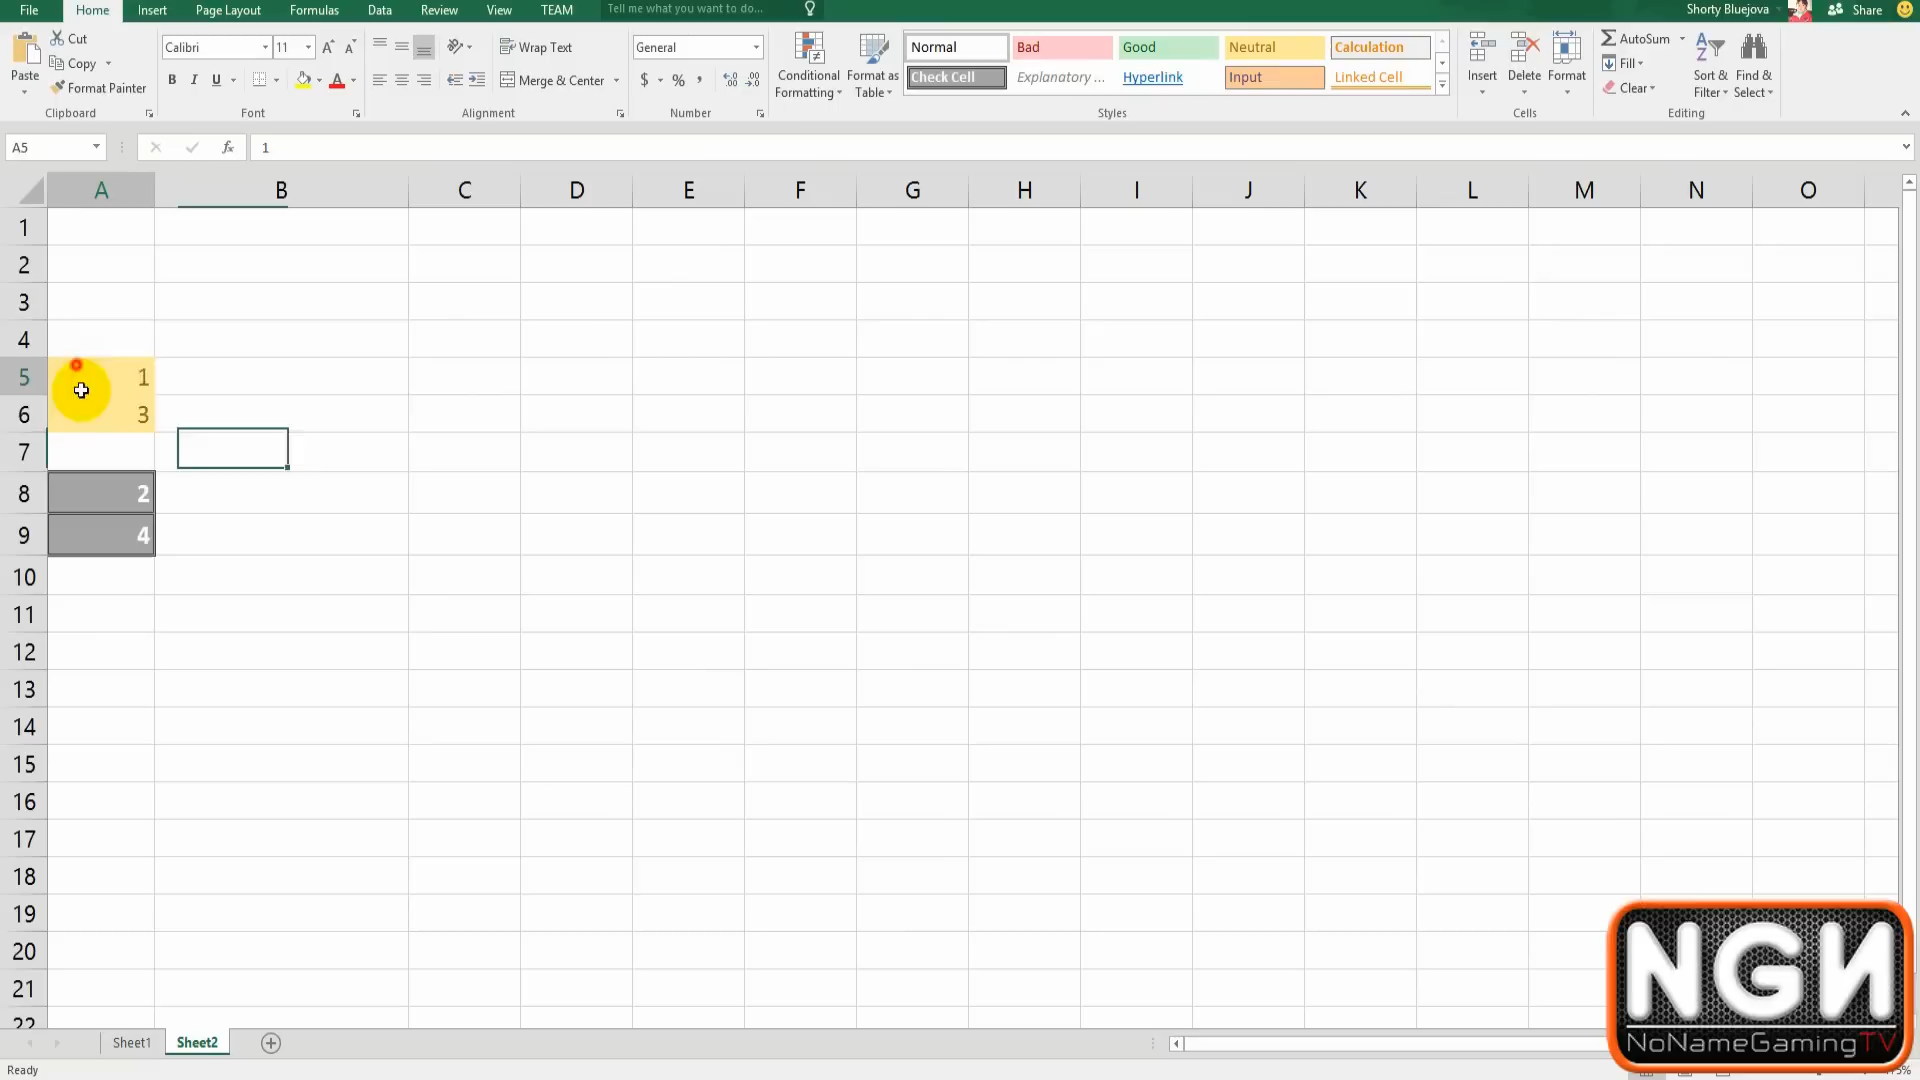 File Home Insert Page Layout Formulas Data Review View TEAM Tell me what you want to do... Shorty Bluejova Share
Paste Cut Copy Format Painter Clipboard
Calibri 11 B I U A Font
Wrap Text Merge & Center Alignment
General $ % , Number
Conditional Formatting Format as Table
Normal Bad Good Neutral Calculation
Check Cell Explanatory ... Hyperlink Input Linked Cell
Styles
Insert Delete Format Cells
AutoSum Fill Clear Sort & Filter Find & Select Editing
A5 fx 1
A B C D E F G H I J K L M N O
1
2
3
4
5 1
6 3
7
8 2
9 4
10
11
12
13
14
15
16
17
18
19
20
21
22
Sheet1 Sheet2
Ready
NGN
NoNameGamingTV